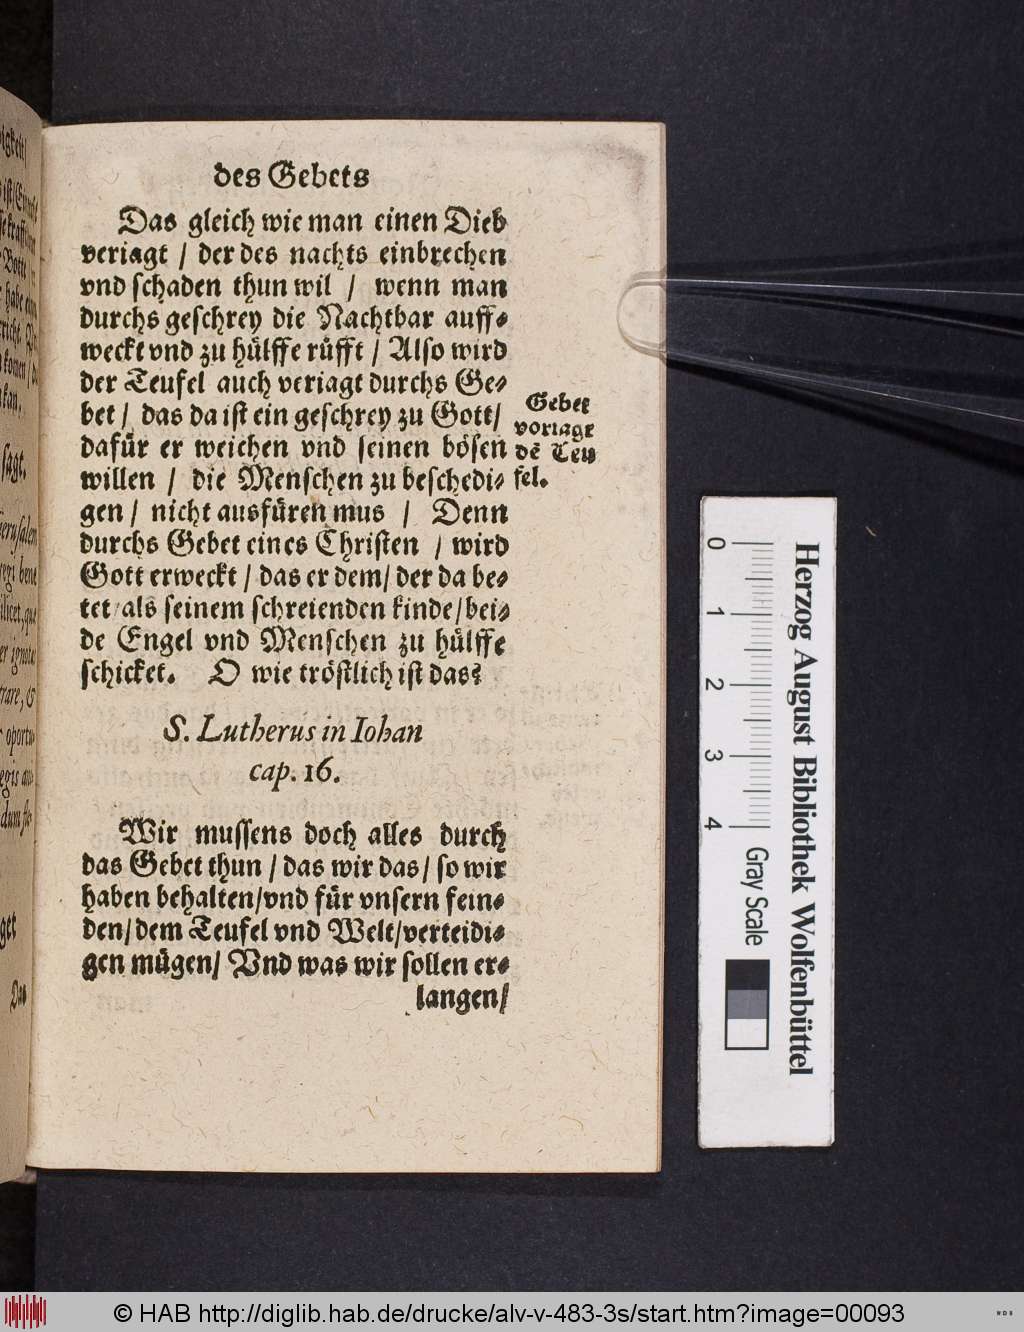 des Gebets
Das gleich wie man einen Dieb
veriagt / der des nachts einbrechen
vnd schaden thun wil / wenn man
durchs geschrey die Nachtbar auff⸗
weckt vnd zu hülffe rüfft / Also wird
der Teufel auch veriagt durchs Ge⸗
bet / das da ist ein geschrey zu Gott /
dafür er weichen vnd seinen bösen
willen / die Menschen zu beschedi⸗
gen / nicht ausfüren mus / Denn
durchs Gebet eines Christen / wird
Gott erweckt / das er dem / der da be⸗
tet / als seinem schreienden kinde / bei⸗
de Engel vnd Menschen zu hülffe
schicket. O wie tröstlich ist das?
Gebet
voriagt
dē Teu
fel.
S. Lutherus in Iohan
cap. 16.
Wir mussens doch alles durch
das Gebet thun / das wir das / so wir
haben behalten / vnd für vnsern fein⸗
den / dem Teufel vnd Welt / verteidi⸗
gen mügen / Vnd was wir sollen er⸗
langen /
sagt.
Das
0 1 2 3 4
Gray Scale
Herzog August Bibliothek Wolfenbüttel
© HAB http://diglib.hab.de/drucke/alv-v-483-3s/start.htm?image=00093